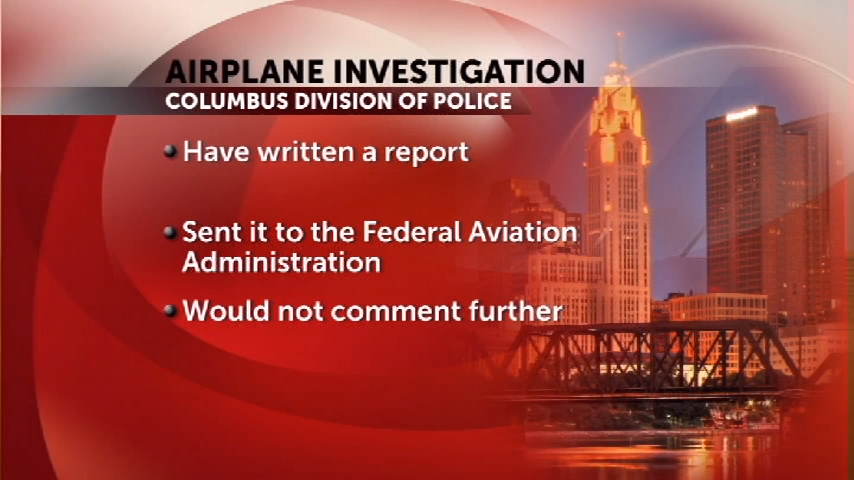 AIRPLANE INVESTIGATION
COLUMBUS DIVISION OF POLICE
Have written a report
Sent it to the Federal Aviation
Administration
Would not comment further